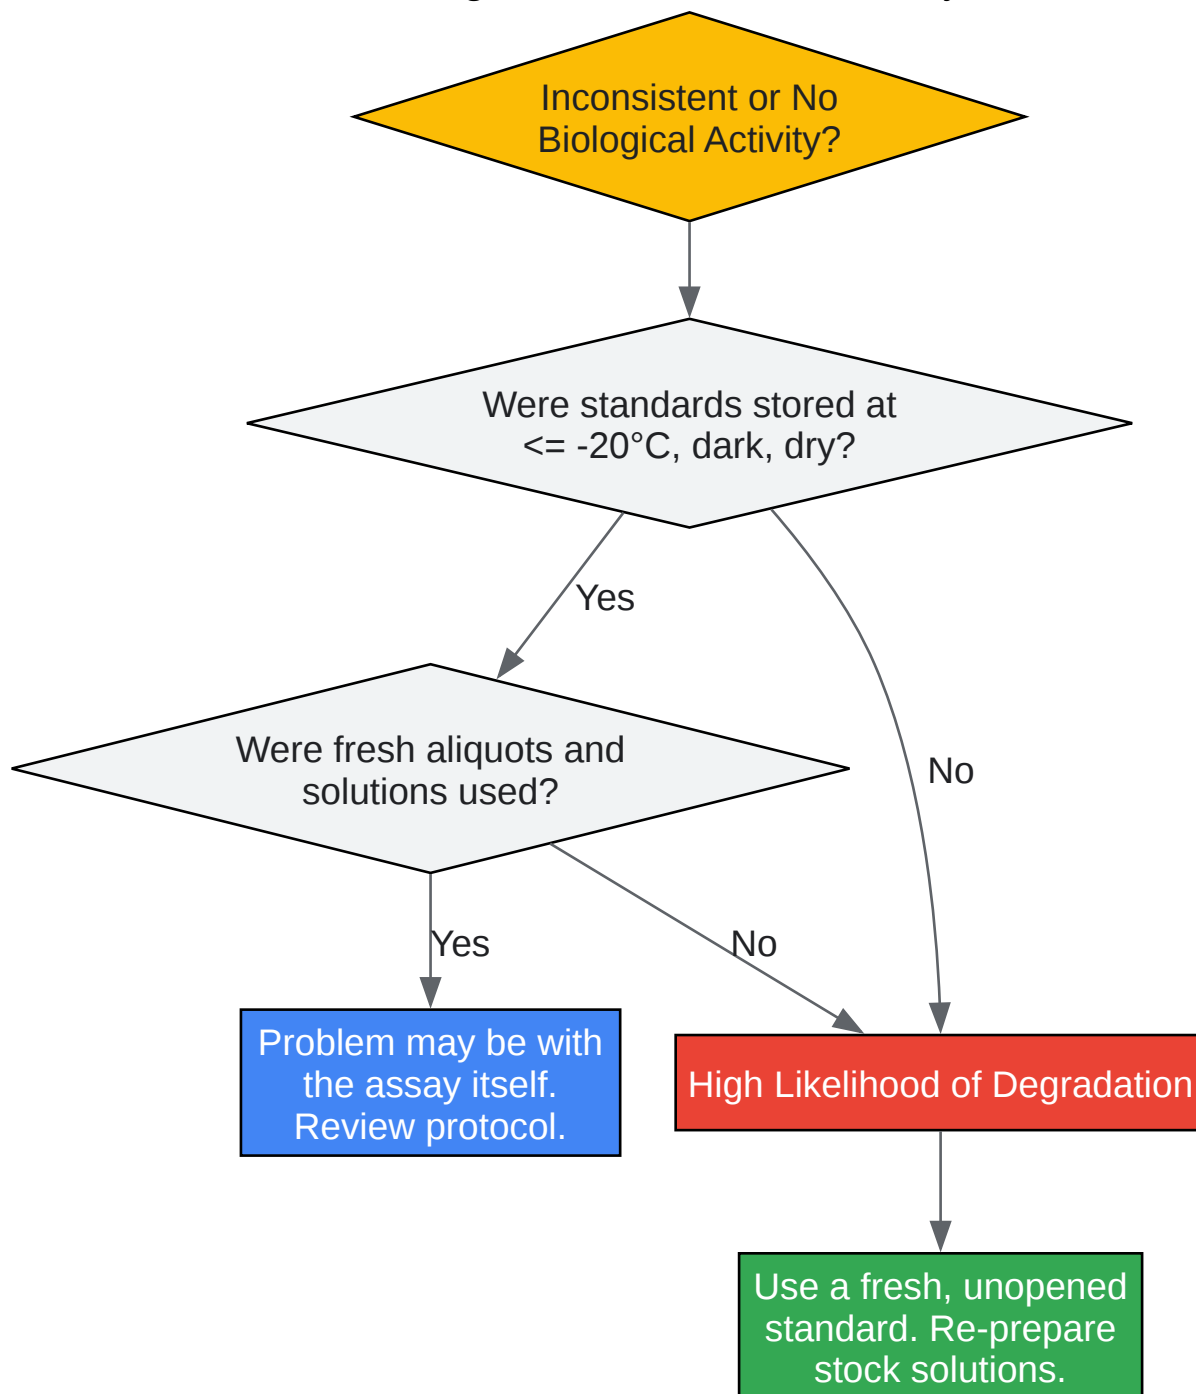 Inconsistent or No
Biological Activity?
Were standards stored at
<= -20°C, dark, dry?
Yes
No
Were fresh aliquots and
solutions used?
Yes
No
Problem may be with
the assay itself.
Review protocol.
High Likelihood of Degradation
Use a fresh, unopened
standard. Re-prepare
stock solutions.